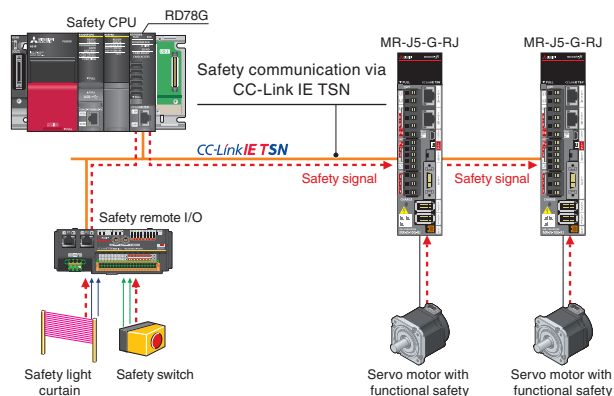 Safety CPU
RD78G
MR-J5-G-RJ
MR-J5-G-RJ
Safety communication via
CC-Link IE TSN
CC-Link IE TSN
Safety signal
Safety signal
Safety remote I/O
Safety light
curtain
Safety switch
Servo motor with
functional safety
Servo motor with
functional safety